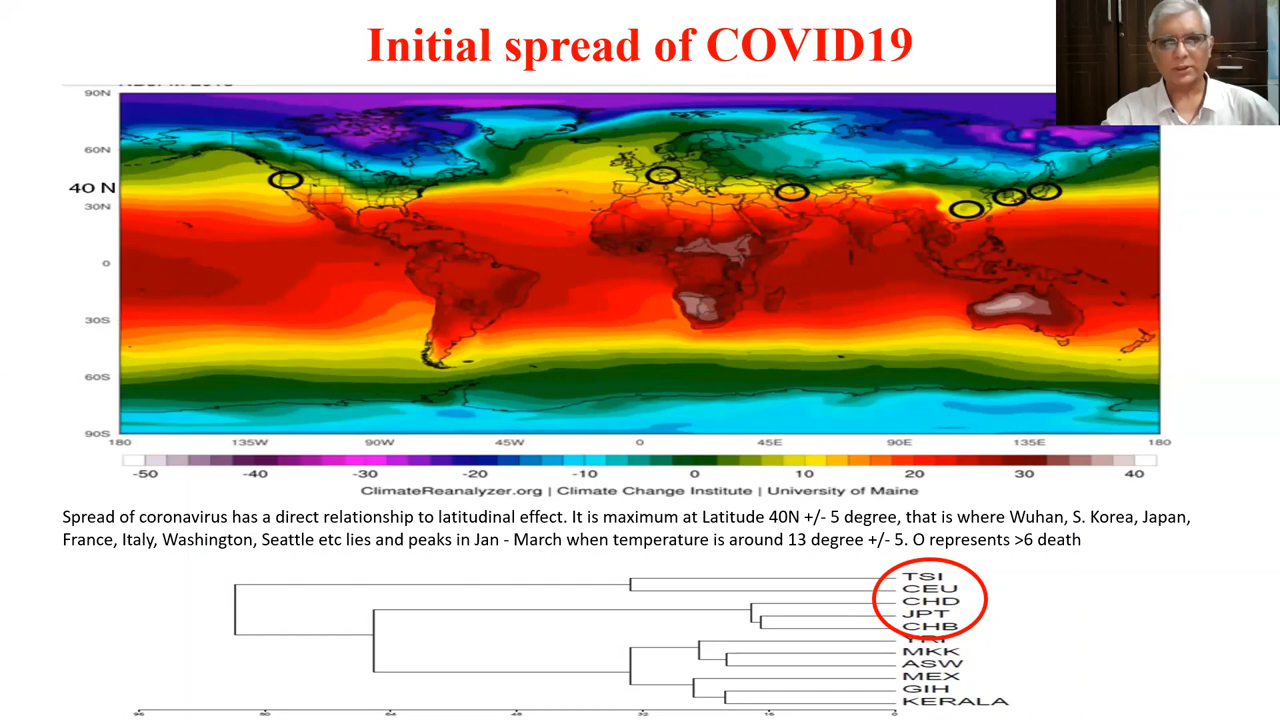 Initial spread of COVID19
90N
60N
40 N
30N
0
30S
60S
90S
180 135W 90W 45W 0 45E 90E 135E 180
-50 -40 -30 -20 -10 0 10 20 30 40
ClimateReanalyzer.org | Climate Change Institute | University of Maine
Spread of coronavirus has a direct relationship to latitudinal effect. It is maximum at Latitude 40N +/- 5 degree, that is where Wuhan, S. Korea, Japan,
France, Italy, Washington, Seattle etc lies and peaks in Jan - March when temperature is around 13 degree +/- 5. O represents >6 death
TSI
CEU
CHD
JPT
CHB
MKK
ASW
MEX
GIH
KERALA
48 32 16 0